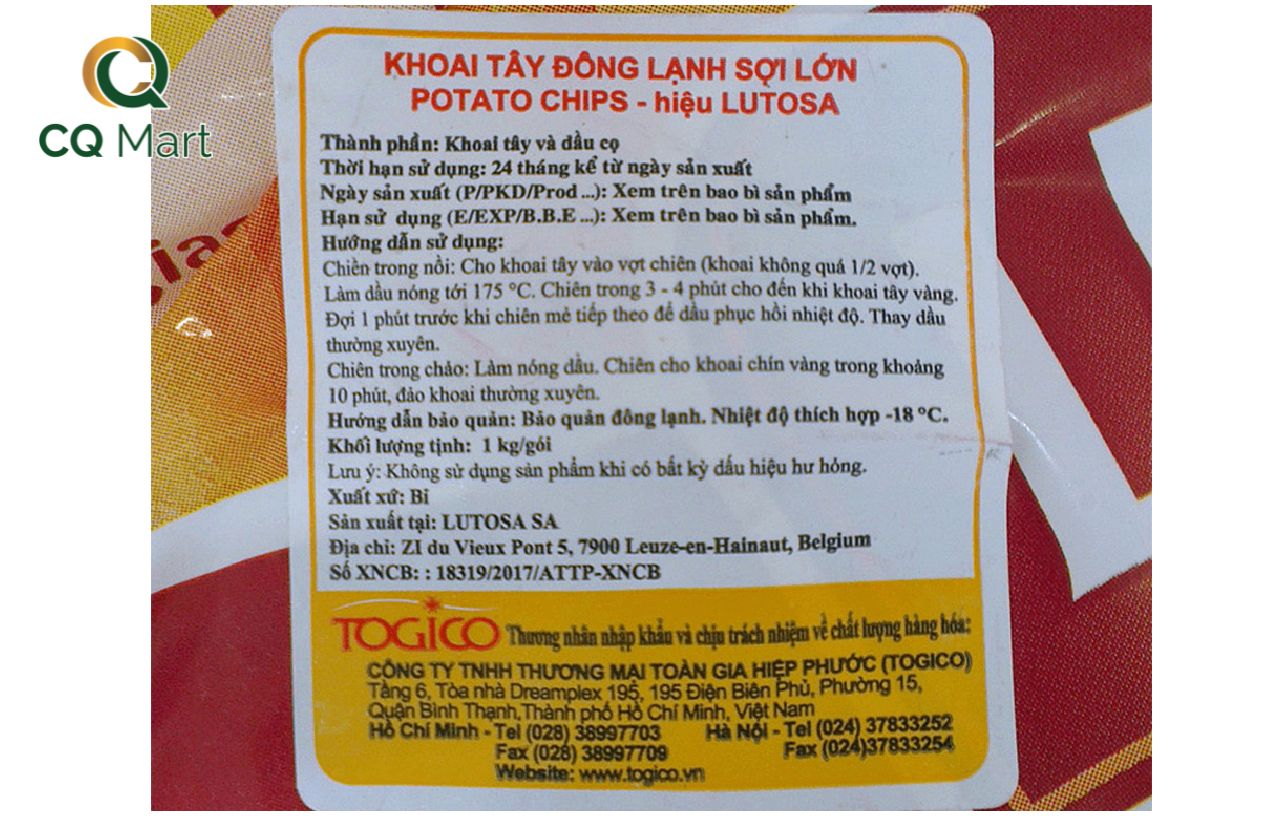 CQ Mart
KHOAI TÂY ĐÔNG LẠNH SỢI LỚN
POTATO CHIPS - hiệu LUTOSA
Thành phần: Khoai tây và dầu cọ
Thời hạn sử dụng: 24 tháng kể từ ngày sản xuất
Ngày sản xuất (P/PKD/Prod ...): Xem trên bao bì sản phẩm
Hạn sử dụng (E/EXP/B.B.E ...): Xem trên bao bì sản phẩm.
Hướng dẫn sử dụng:
Chiên trong nồi: Cho khoai tây vào vợt chiên (khoai không quá 1/2 vợt).
Làm dầu nóng tới 175 °C. Chiên trong 3 - 4 phút cho đến khi khoai tây vàng.
Đợi 1 phút trước khi chiên mẻ tiếp theo để dầu phục hồi nhiệt độ. Thay dầu
thường xuyên.
Chiên trong chảo: Làm nóng dầu. Chiên cho khoai chín vàng trong khoảng
10 phút, đảo khoai thường xuyên.
Hướng dẫn bảo quản: Bảo quản đông lạnh. Nhiệt độ thích hợp -18 °C.
Khối lượng tịnh: 1 kg/gói
Lưu ý: Không sử dụng sản phẩm khi có bất kỳ dấu hiệu hư hỏng.
Xuất xứ: Bỉ
Sản xuất tại: LUTOSA SA
Địa chỉ: ZI du Vieux Pont 5, 7900 Leuze-en-Hainaut, Belgium
Số XNCB: : 18319/2017/ATTP-XNCB
TOGICO Thương nhân nhập khẩu và chịu trách nhiệm về chất lượng hàng hóa:
CÔNG TY TNHH THƯƠNG MẠI TOÀN GIA HIỆP PHƯỚC (TOGICO)
Tầng 6, Tòa nhà Dreamplex 195, 195 Điện Biên Phủ, Phường 15,
Quận Bình Thạnh, Thành phố Hồ Chí Minh, Việt Nam
Hồ Chí Minh - Tel (028) 38997703 Hà Nội - Tel (024) 37833252
Fax (028) 38997709 Fax (024)37833254
Website: www.togico.vn